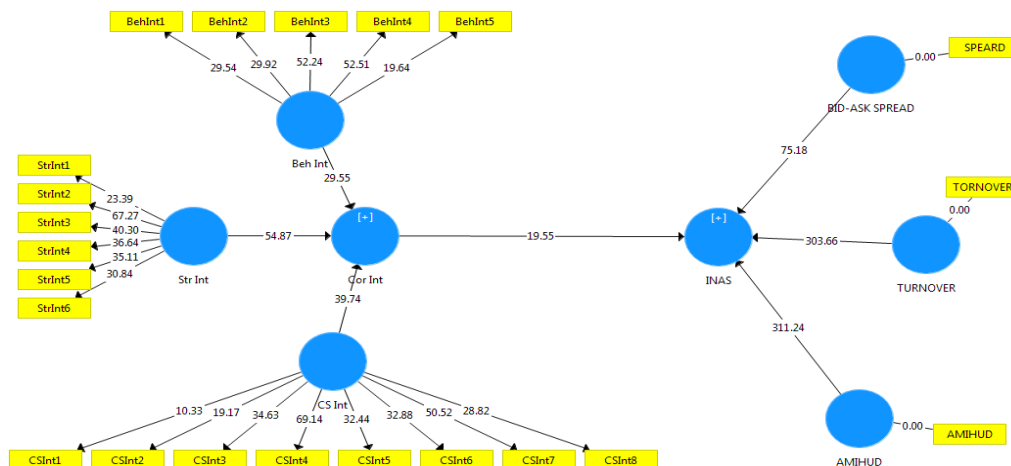 BehInt1
BehInt2
BehInt3
BehInt4
BehInt5
29.54
29.92
52.24
52.51
19.64
Beh Int
29.55
SPEARD
0.00
BID-ASK SPREAD
75.18
StrInt1
StrInt2
StrInt3
StrInt4
StrInt5
StrInt6
23.39
67.27
40.30
36.64
35.11
30.84
Str Int
54.87
[+]
Cor Int
19.55
[+]
INAS
TORNOVER
0.00
303.66
TURNOVER
39.74
311.24
CS Int
10.33
19.17
34.63
69.14
32.44
32.88
50.52
28.82
CSInt1
CSInt2
CSInt3
CSInt4
CSInt5
CSInt6
CSInt7
CSInt8
0.00
AMIHUD
AMIHUD